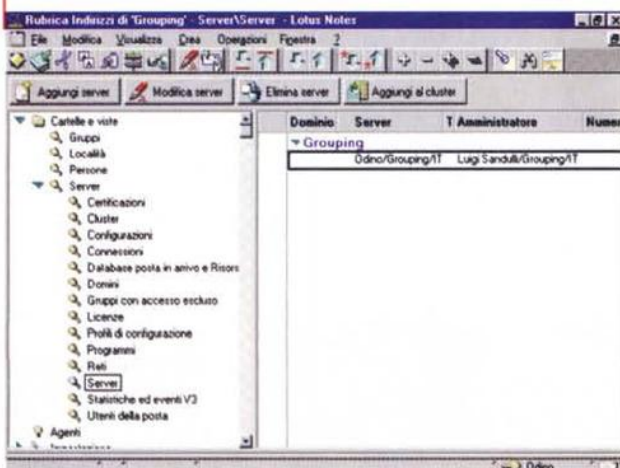 Rubrica Indirizzi di 'Grouping' - Server\Server - Lotus Notes
File Modifica Visualizza Crea Operazioni Finestra ?
Aggiungi server Modifica server Elimina server Aggiungi al cluster
Cartelle e viste
Gruppi
Località
Persone
Server
Certificazioni
Cluster
Configurazioni
Connessioni
Database posta in arrivo e Risors
Domini
Gruppi con accesso escluso
Licenze
Profili di configurazione
Programmi
Reti
Server
Statistiche ed eventi V3
Utenti della posta
Agenti
Dominio Server T Amministratore Numer
Grouping
Odino/Grouping/IT Luigi Sandulli/Grouping/IT
Odino